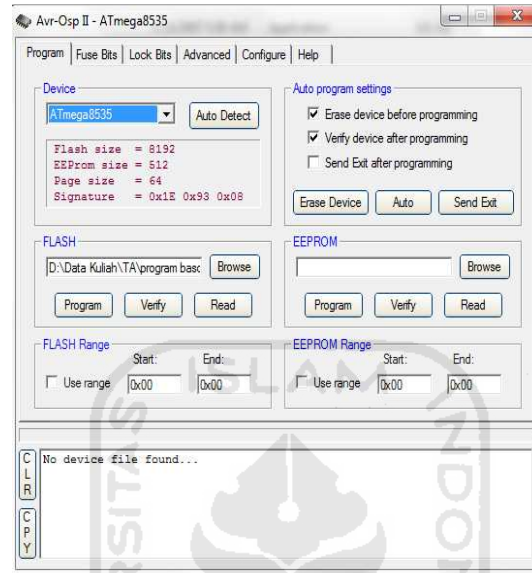 Avr-Osp II - ATmega8535
Program Fuse Bits Lock Bits Advanced Configure Help
Device
ATmega8535 Auto Detect
Flash size = 8192
EEProm size = 512
Page size = 64
Signature = 0x1E 0x93 0x08
Auto program settings
Erase device before programming
Verify device after programming
Send Exit after programming
Erase Device Auto Send Exit
FLASH
D:\Data Kuliah\TA\program basc Browse
Program Verify Read
EEPROM
Browse
Program Verify Read
FLASH Range
Start: End:
Use range 0x00 0x00
EEPROM Range
Start: End:
Use range 0x00 0x00
CLR
CPY
No device file found...
ISLAM